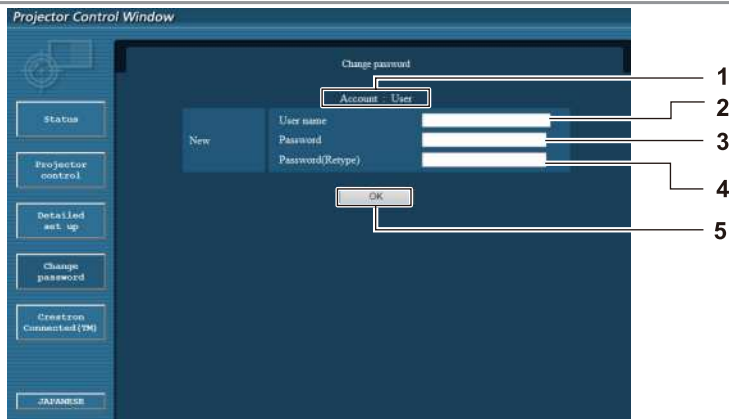 Projector Control Window
Change password
Account : User
New
User name
Password
Password(Retype)
OK
Status
Projector
control
Detailed
set up
Change
password
Crestron
Connected(TM)
JAPANESE
1
2
3
4
5